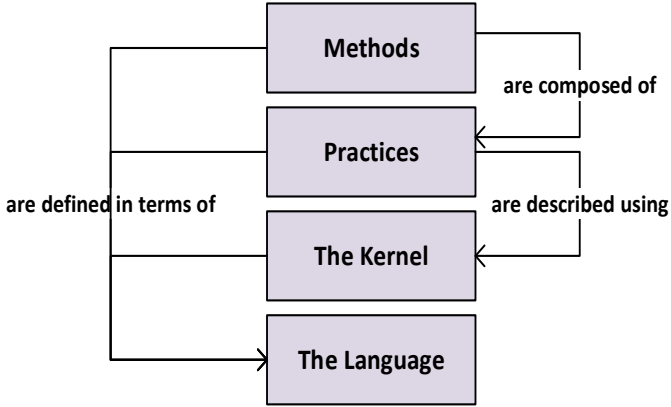 Methods
are composed of
Practices
are defined in terms of
are described using
The Kernel
The Language